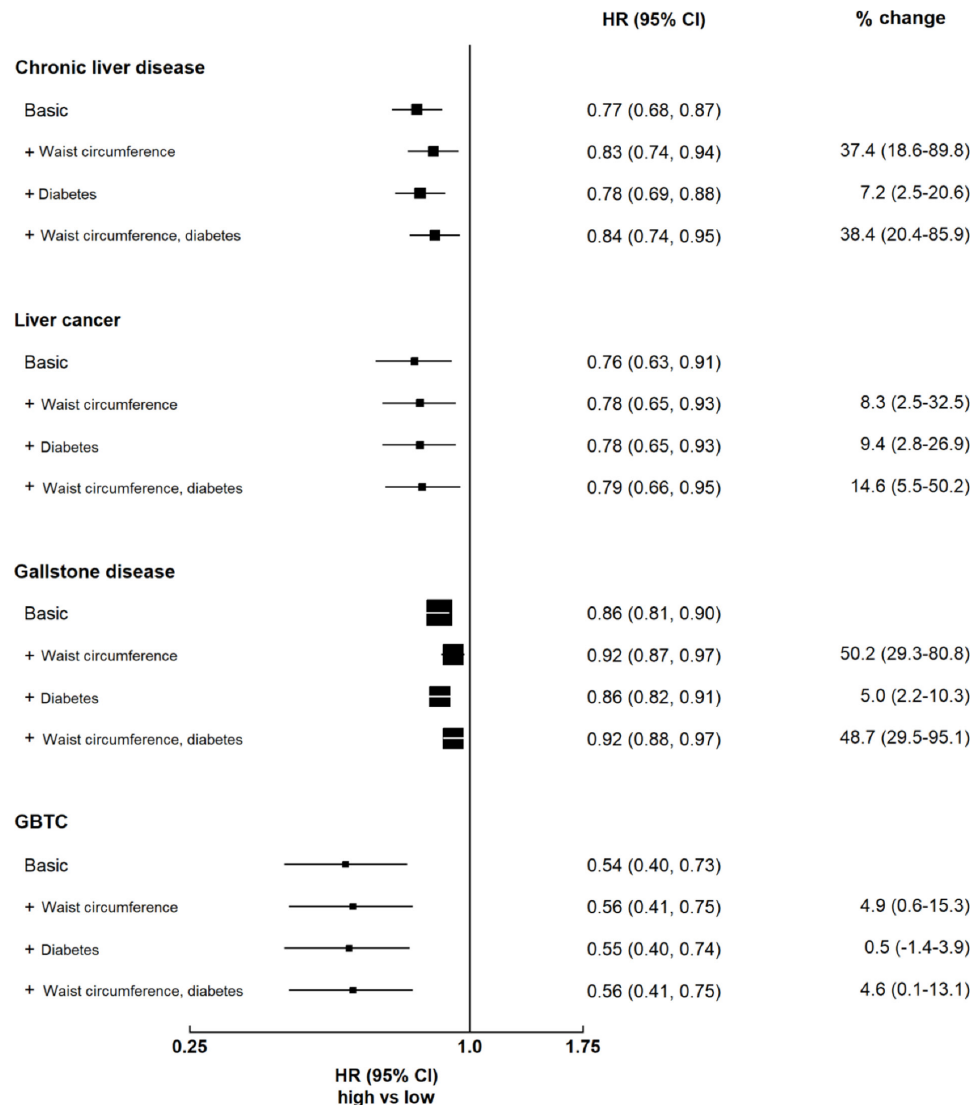 HR (95% CI) % change
Chronic liver disease
Basic 0.77 (0.68, 0.87)
+ Waist circumference 0.83 (0.74, 0.94) 37.4 (18.6-89.8)
+ Diabetes 0.78 (0.69, 0.88) 7.2 (2.5-20.6)
+ Waist circumference, diabetes 0.84 (0.74, 0.95) 38.4 (20.4-85.9)
Liver cancer
Basic 0.76 (0.63, 0.91)
+ Waist circumference 0.78 (0.65, 0.93) 8.3 (2.5-32.5)
+ Diabetes 0.78 (0.65, 0.93) 9.4 (2.8-26.9)
+ Waist circumference, diabetes 0.79 (0.66, 0.95) 14.6 (5.5-50.2)
Gallstone disease
Basic 0.86 (0.81, 0.90)
+ Waist circumference 0.92 (0.87, 0.97) 50.2 (29.3-80.8)
+ Diabetes 0.86 (0.82, 0.91) 5.0 (2.2-10.3)
+ Waist circumference, diabetes 0.92 (0.88, 0.97) 48.7 (29.5-95.1)
GBTC
Basic 0.54 (0.40, 0.73)
+ Waist circumference 0.56 (0.41, 0.75) 4.9 (0.6-15.3)
+ Diabetes 0.55 (0.40, 0.74) 0.5 (-1.4-3.9)
+ Waist circumference, diabetes 0.56 (0.41, 0.75) 4.6 (0.1-13.1)
0.25 1.0 1.75
HR (95% CI)
high vs low